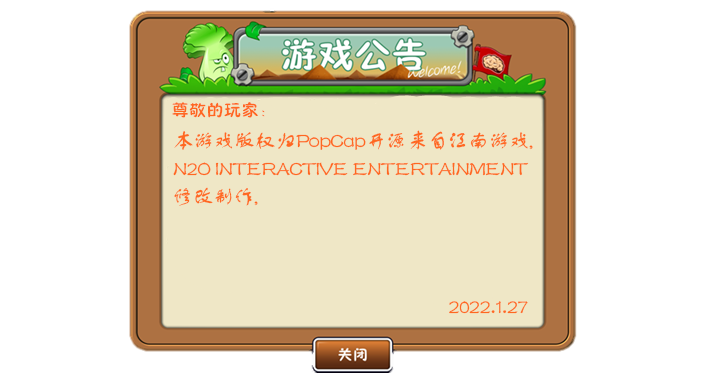 游戏公告
Welcome!
尊敬的玩家：
本游戏版权归PopCap开源来自江南游戏。
N2O INTERACTIVE ENTERTAINMENT
修改制作。
2022.1.27
关闭